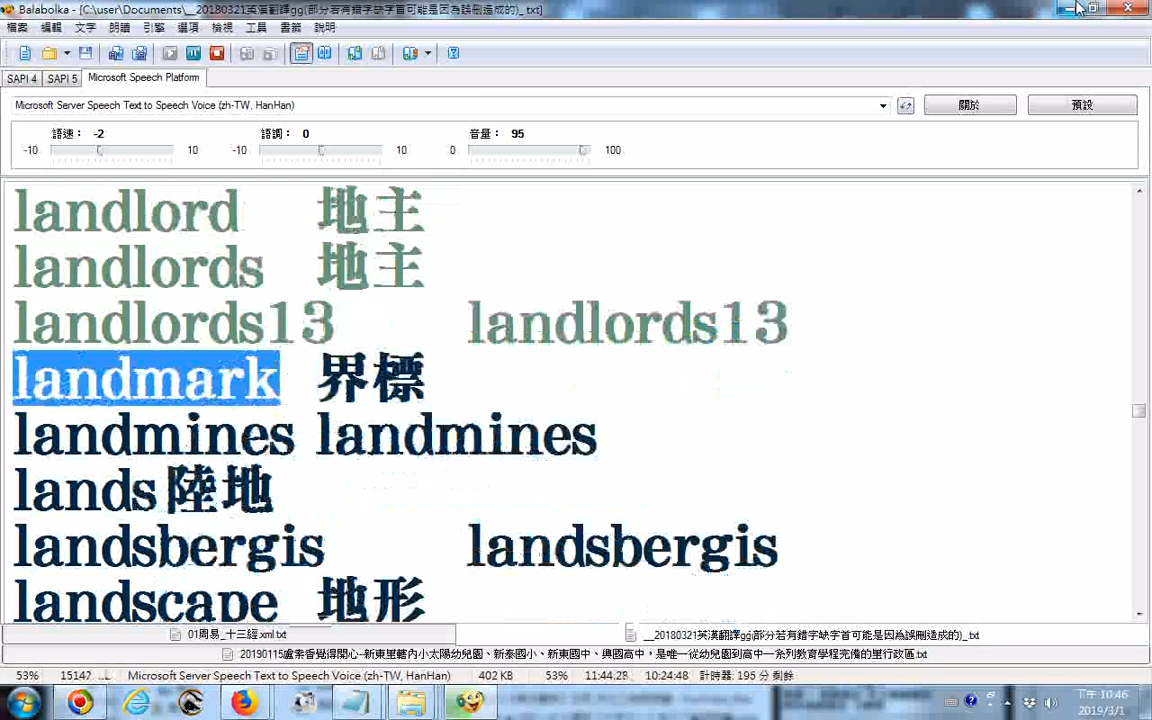 Balabolka - [C:\user\Documents\__20180321英漢翻譯gg(部分若有錯字缺字首可能是因為誤刪造成的)_.txt]
檔案 編輯 文字 朗讀 引擎 選項 檢視 工具 書籤 說明
SAPI 4 SAPI 5 Microsoft Speech Platform
Microsoft Server Speech Text to Speech Voice (zh-TW, HanHan) 關於 預設
語速： -2 語調： 0 音量： 95
-10 10 -10 10 0 100
landlord 地主
landlords 地主
landlords13 landlords13
landmark 界標
landmines landmines
lands 陸地
landsbergis landsbergis
landscape 地形
01周易_十三經.xml.txt __20180321英漢翻譯gg(部分若有錯字缺字首可能是因為誤刪造成的)_.txt
20190115盧素香覺得開心-新東里轄內小太陽幼兒園、新泰國小、新東國中、興國高中，是唯一從幼兒園到高中一系列教育學程完備的里行政區.txt
53% 15147 Microsoft Server Speech Text to Speech Voice (zh-TW, HanHan) 402 KB 53% 11:44:28 10:24:48 計時器: 195 分 剩餘
下午 10:46
2019/3/1